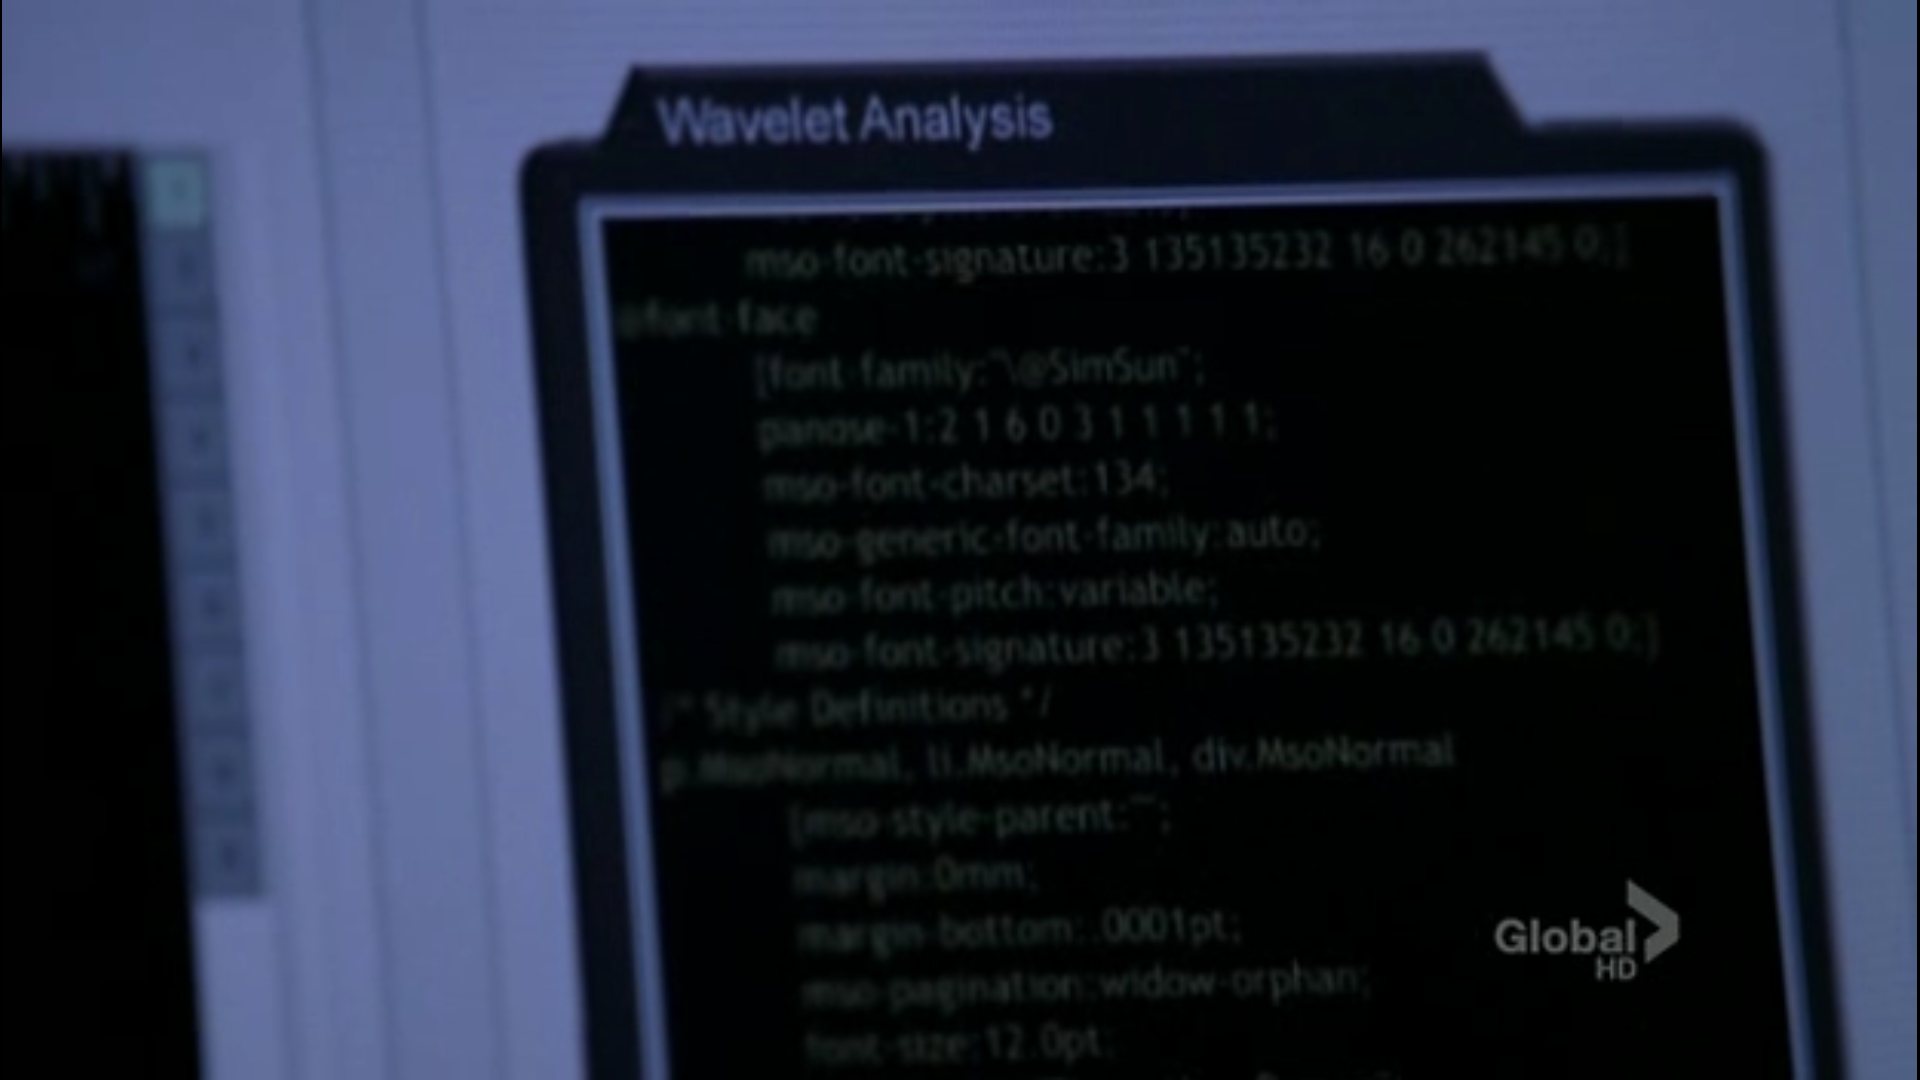 Wavelet Analysis
mso-font-signature:3 135135232 16 0 262145 0;]
@font-face
[font-family:"\@SimSun";
panose-1:2 1 6 0 3 1 1 1 1 1;
mso-font-charset:134;
mso-generic-font-family:auto;
mso-font-pitch:variable;
mso-font-signature:3 135135232 16 0 262145 0;]
/* Style Definitions */
p.MsoNormal, li.MsoNormal, div.MsoNormal
[mso-style-parent:"";
margin:0mm;
margin-bottom:.0001pt;
mso-pagination:widow-orphan;
font-size:12.0pt;
Global
HD